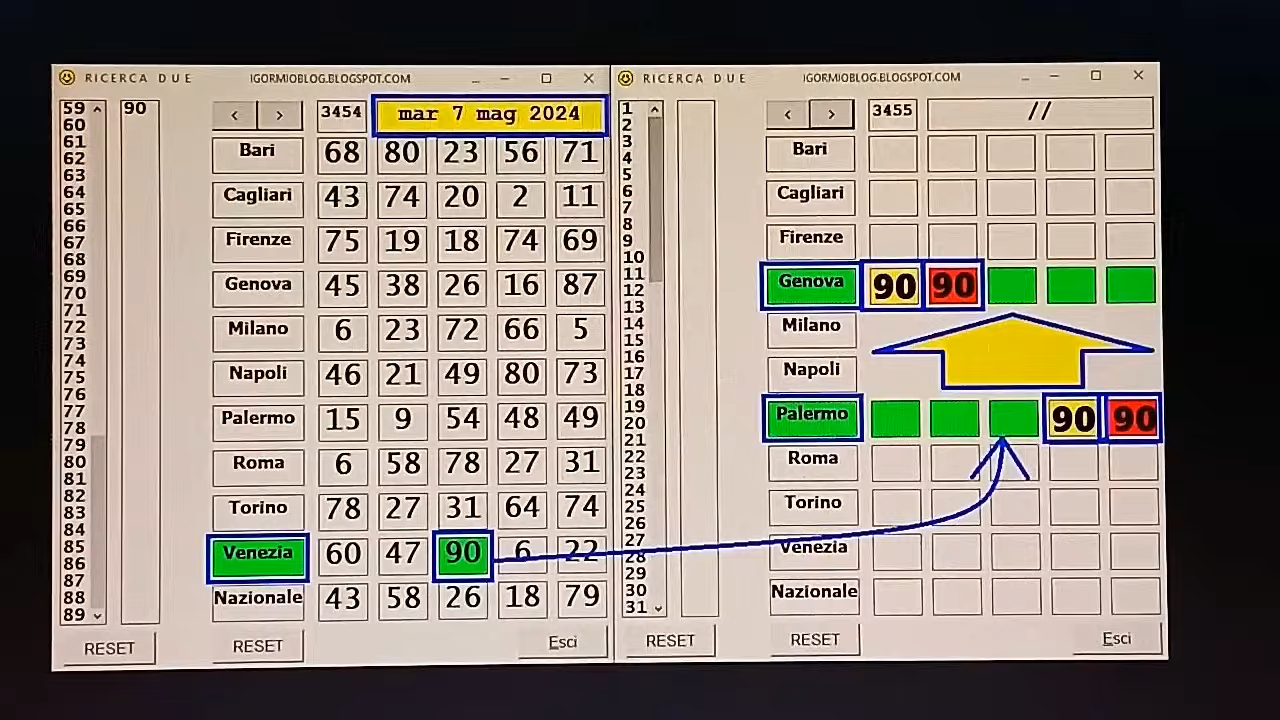 RICERCA DUE IGORMIOBLOG.BLOGSPOT.COM
59 90 < > 3454 mar 7 mag 2024
60
61 Bari 68 80 23 56 71
62
63
64 Cagliari 43 74 20 2 11
65
66
67 Firenze 75 19 18 74 69
68
69
70 Genova 45 38 26 16 87
71
72 Milano 6 23 72 66 5
73
74
75 Napoli 46 21 49 80 73
76
77
78 Palermo 15 9 54 48 49
79
80 Roma 6 58 78 27 31
81
82
83 Torino 78 27 31 64 74
84
85
86 Venezia 60 47 90 6 22
87
88 Nazionale 43 58 26 18 79
89
RESET RESET Esci
RICERCA DUE IGORMIOBLOG.BLOGSPOT.COM
1 < > 3455 //
2
3 Bari
4
5
6 Cagliari
7
8 Firenze
9
10
11 Genova 90 90
12
13
14 Milano
15
16
17 Napoli
18
19 Palermo 90 90
20
21
22 Roma
23
24
25 Torino
26
27 Venezia
28
29
30 Nazionale
31
RESET RESET Esci